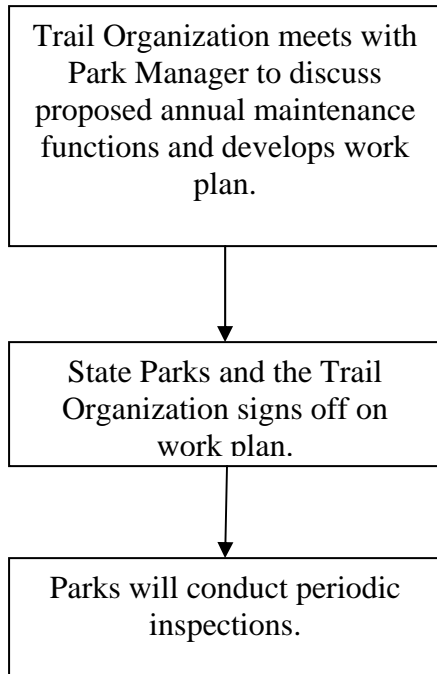 Trail Organization meets with
Park Manager to discuss
proposed annual maintenance
functions and develops work
plan.
State Parks and the Trail
Organization signs off on
work plan.
Parks will conduct periodic
inspections.